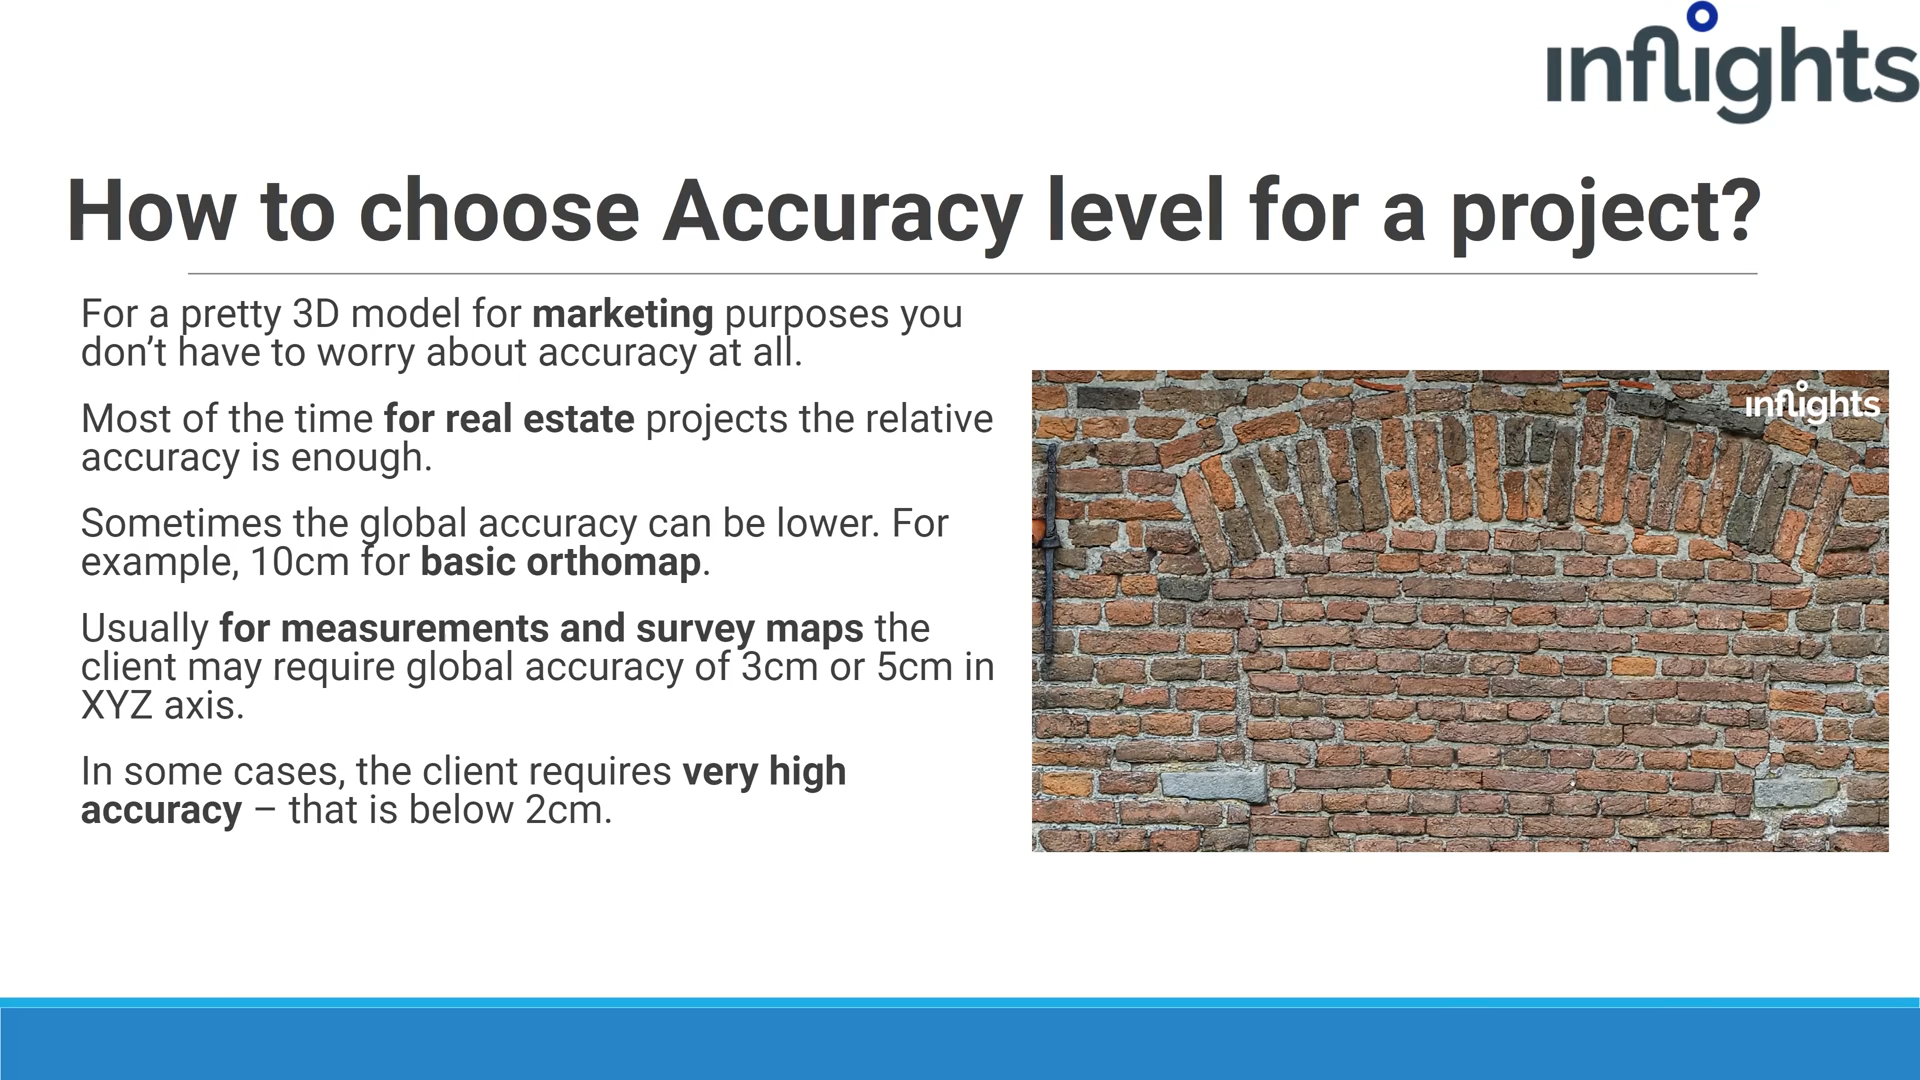 inflights
How to choose Accuracy level for a project?
For a pretty 3D model for marketing purposes you
don’t have to worry about accuracy at all.
Most of the time for real estate projects the relative
accuracy is enough.
Sometimes the global accuracy can be lower. For
example, 10cm for basic orthomap.
Usually for measurements and survey maps the
client may require global accuracy of 3cm or 5cm in
XYZ axis.
In some cases, the client requires very high
accuracy – that is below 2cm.
inflights